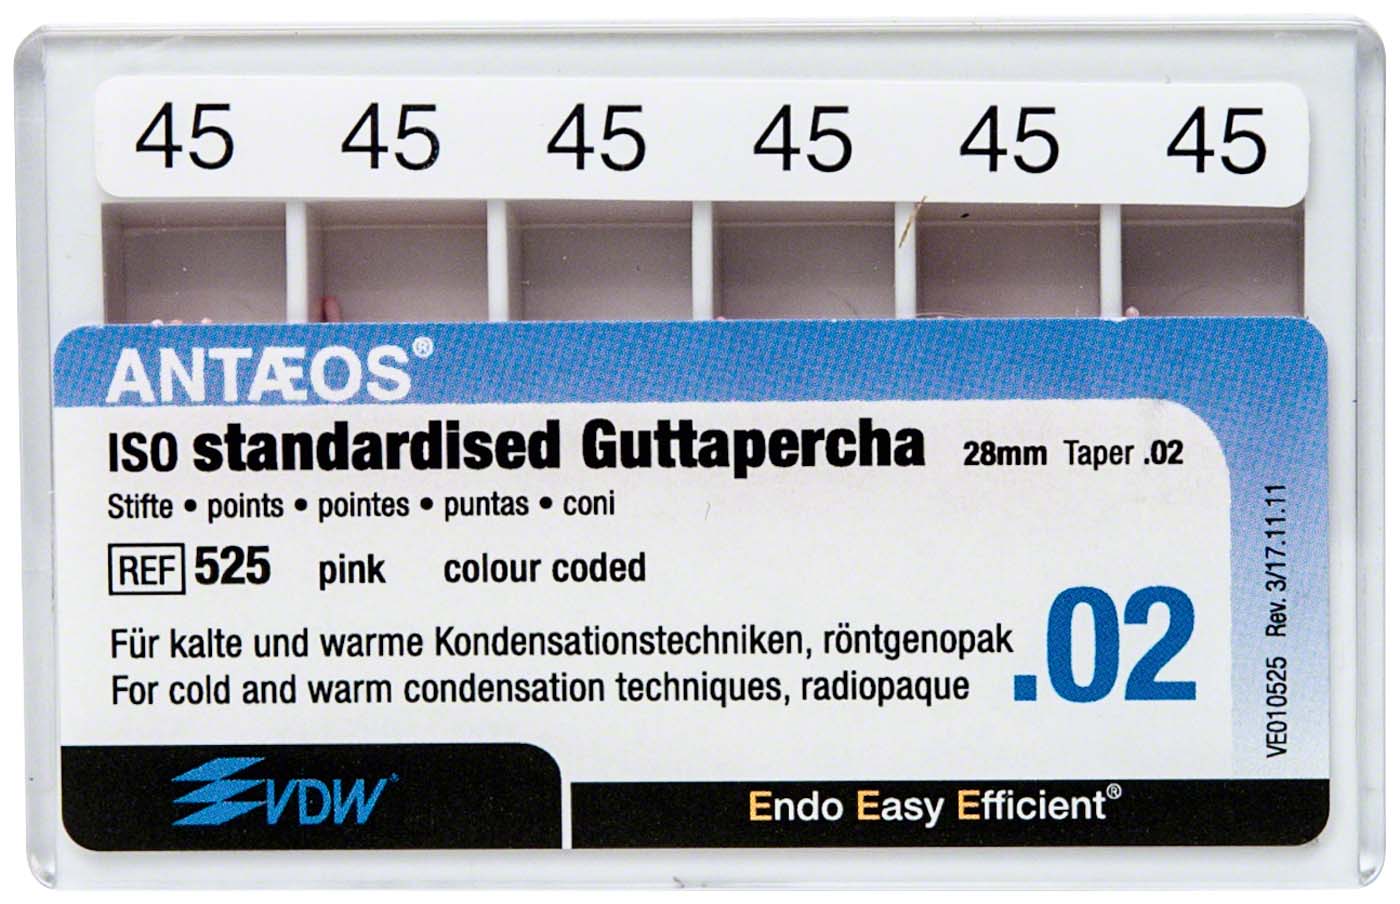 45 45 45 45 45 45
ANTÆOS®
ISO standardised Guttapercha 28mm Taper .02
Stifte • points • pointes • puntas • coni
REF 525 pink colour coded
Für kalte und warme Kondensationstechniken, röntgenopak
For cold and warm condensation techniques, radiopaque
.02
VE010525 Rev. 3/17.11.11
VDW®
Endo Easy Efficient®